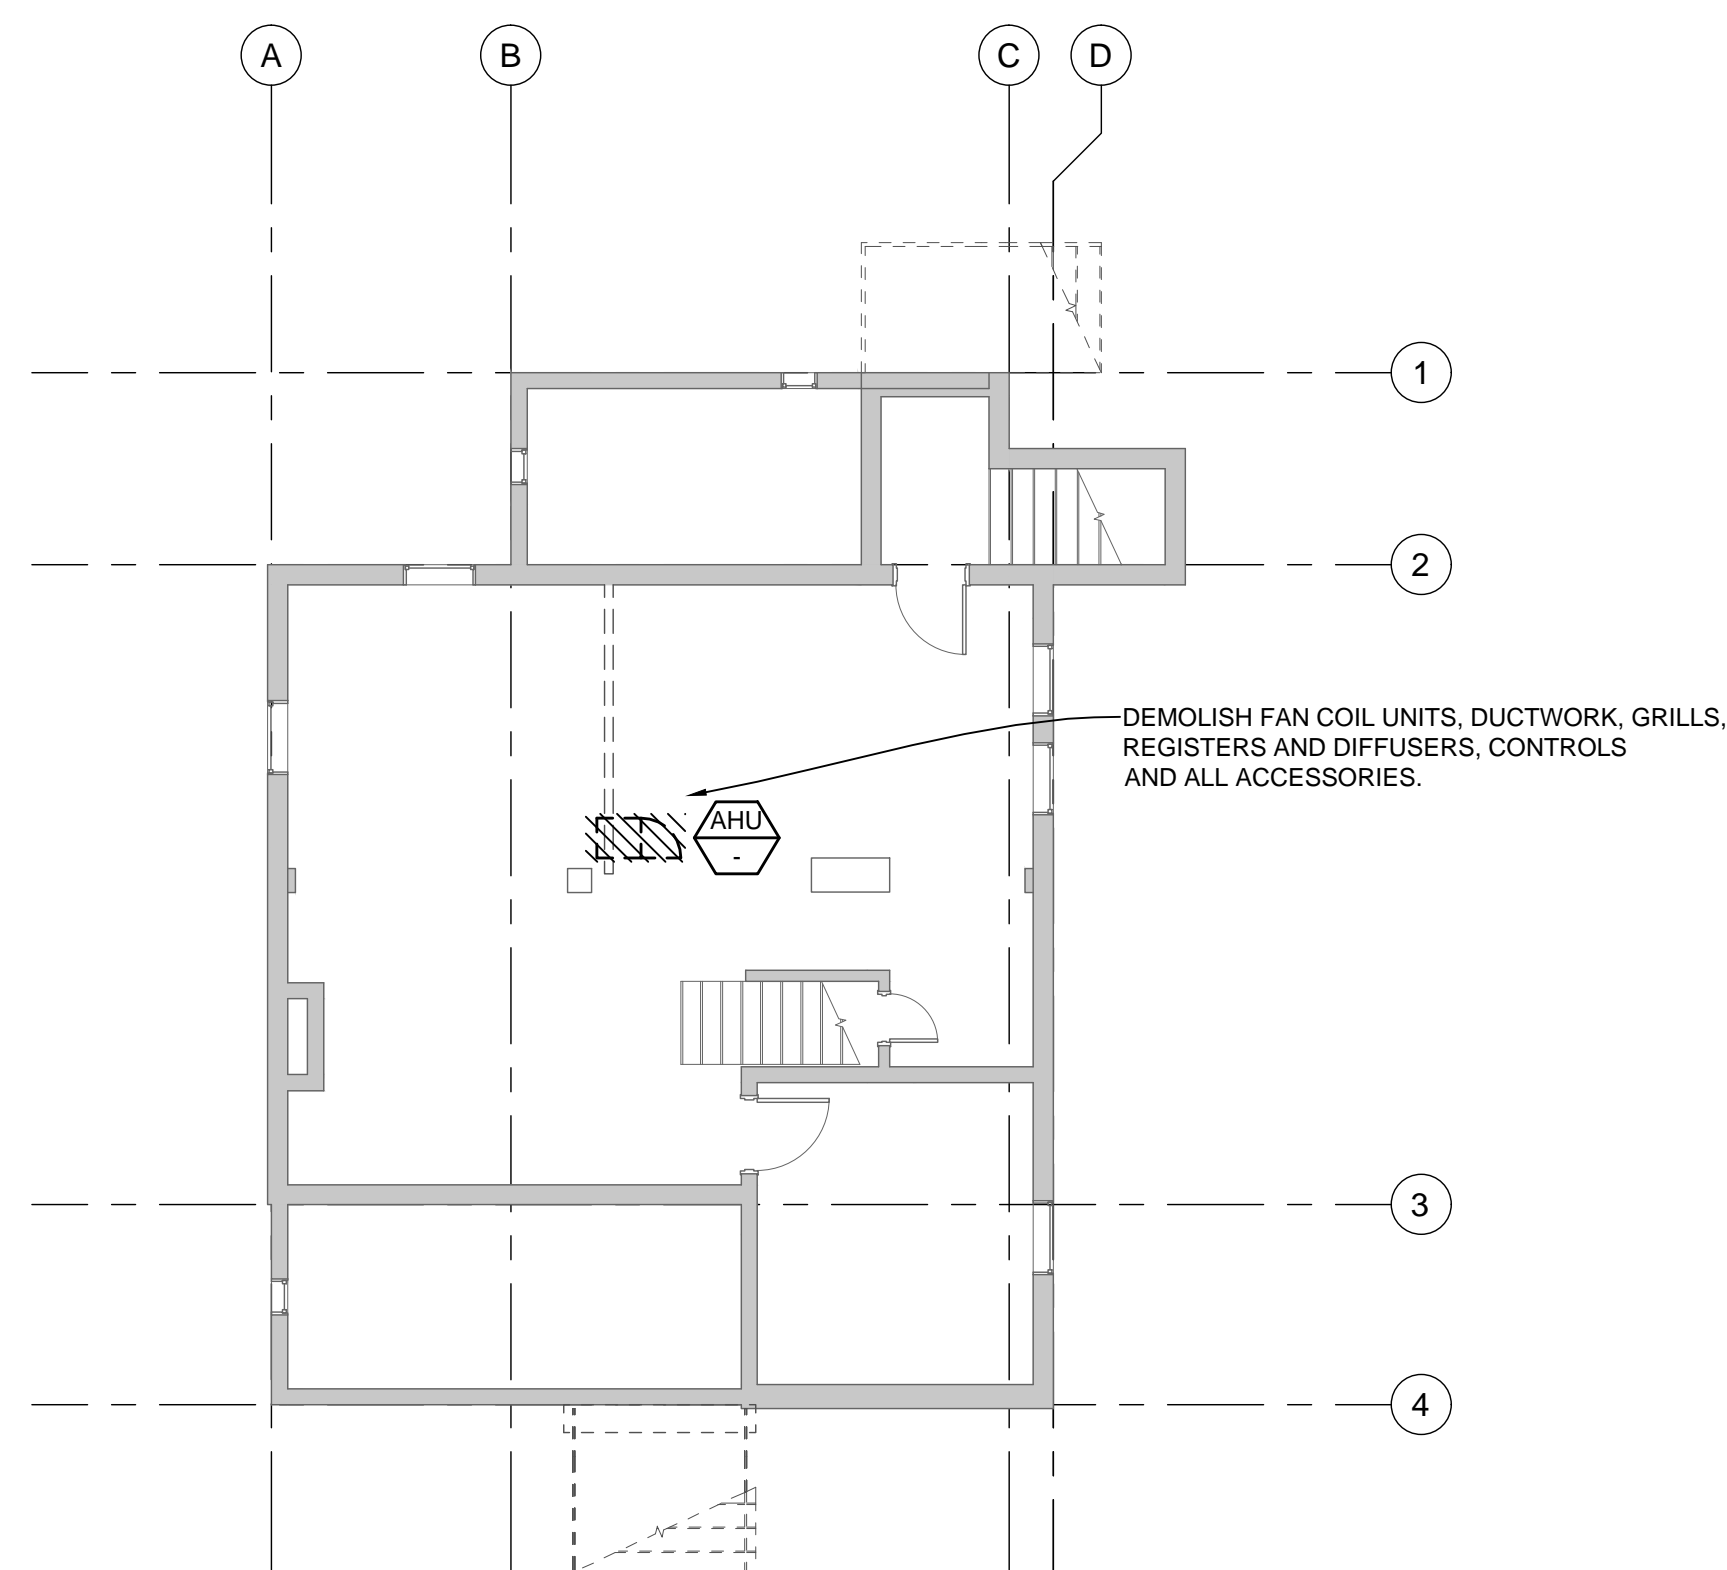 A
B
C
D
1
2
DEMOLISH FAN COIL UNITS, DUCTWORK, GRILLS,
REGISTERS AND DIFFUSERS, CONTROLS
AND ALL ACCESSORIES.
AHU
-
3
4